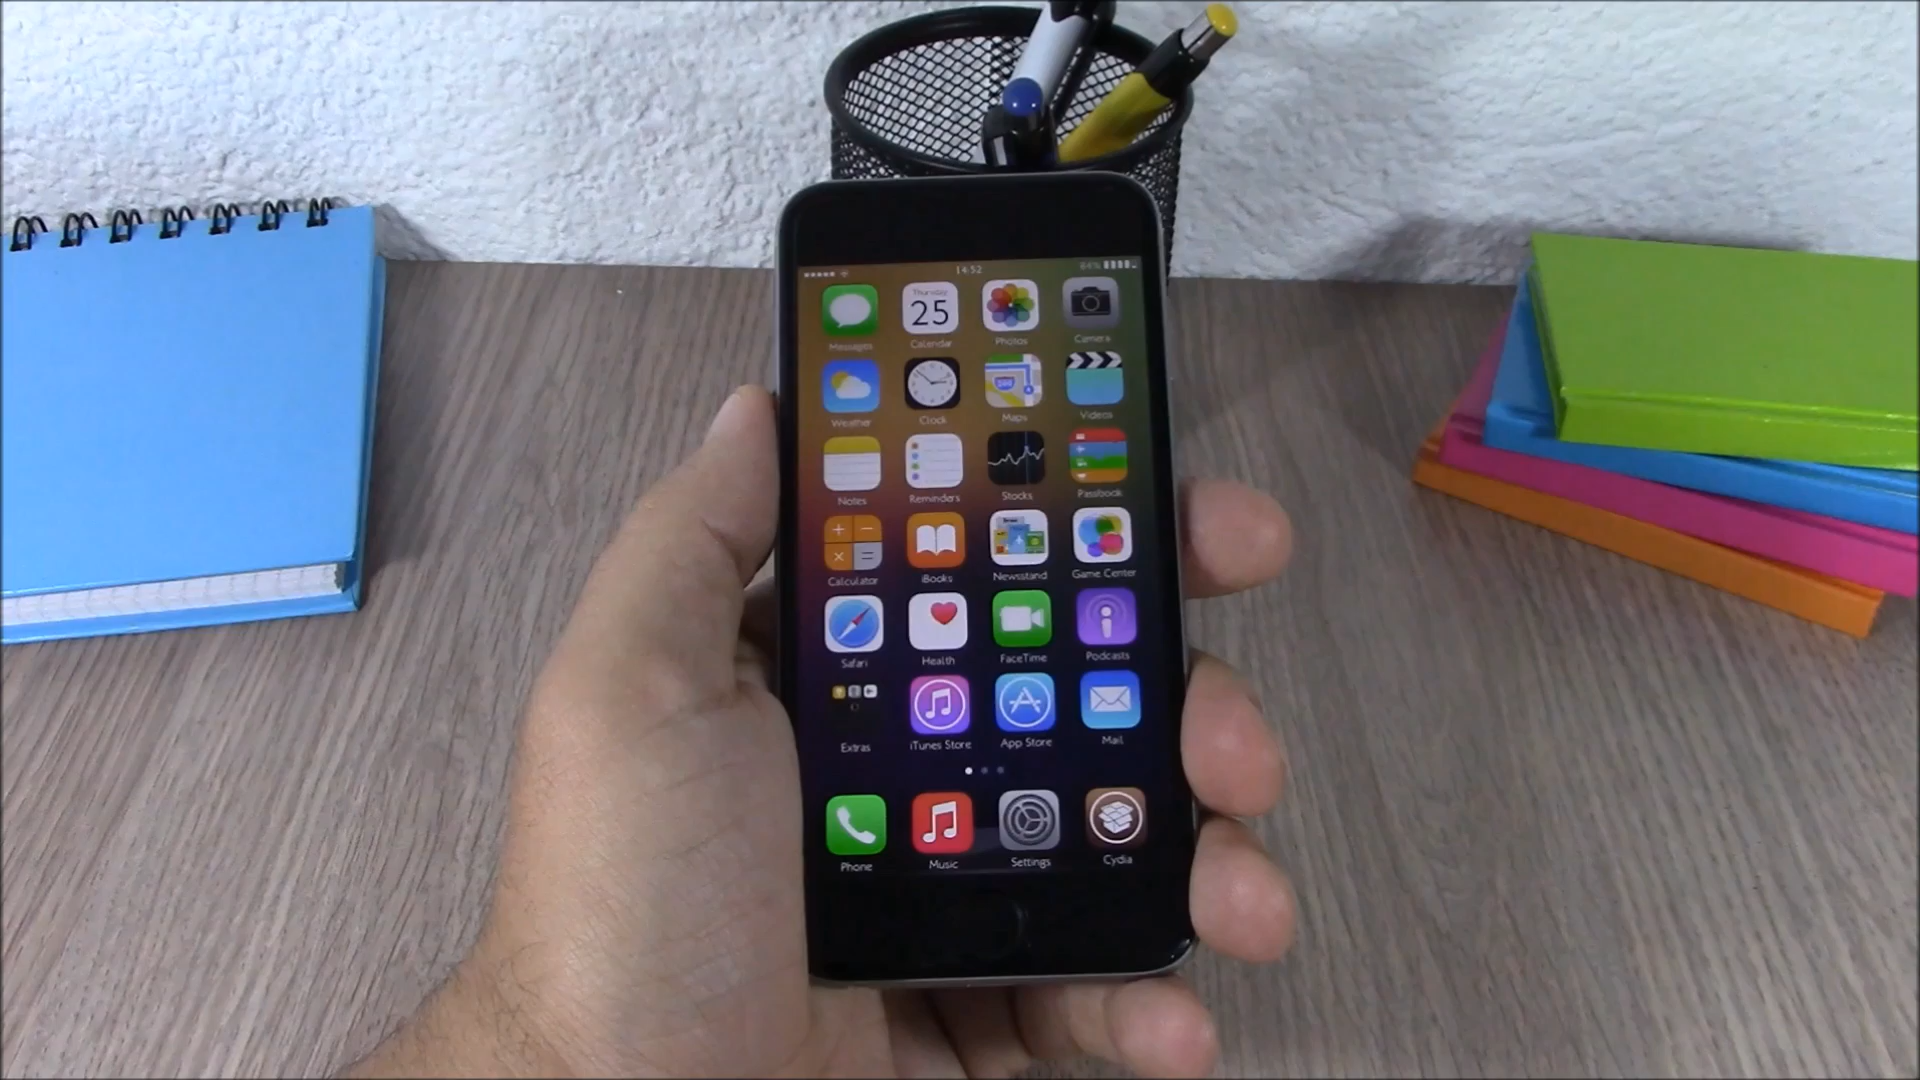 14:52 84%
Thursday
25
Messages Calendar Photos Camera
Weather Clock Maps Videos
Notes Reminders Stocks Passbook
Calculator iBooks Newsstand Game Center
Safari Health FaceTime Podcasts
Extras iTunes Store App Store Mail
Phone Music Settings Cydia